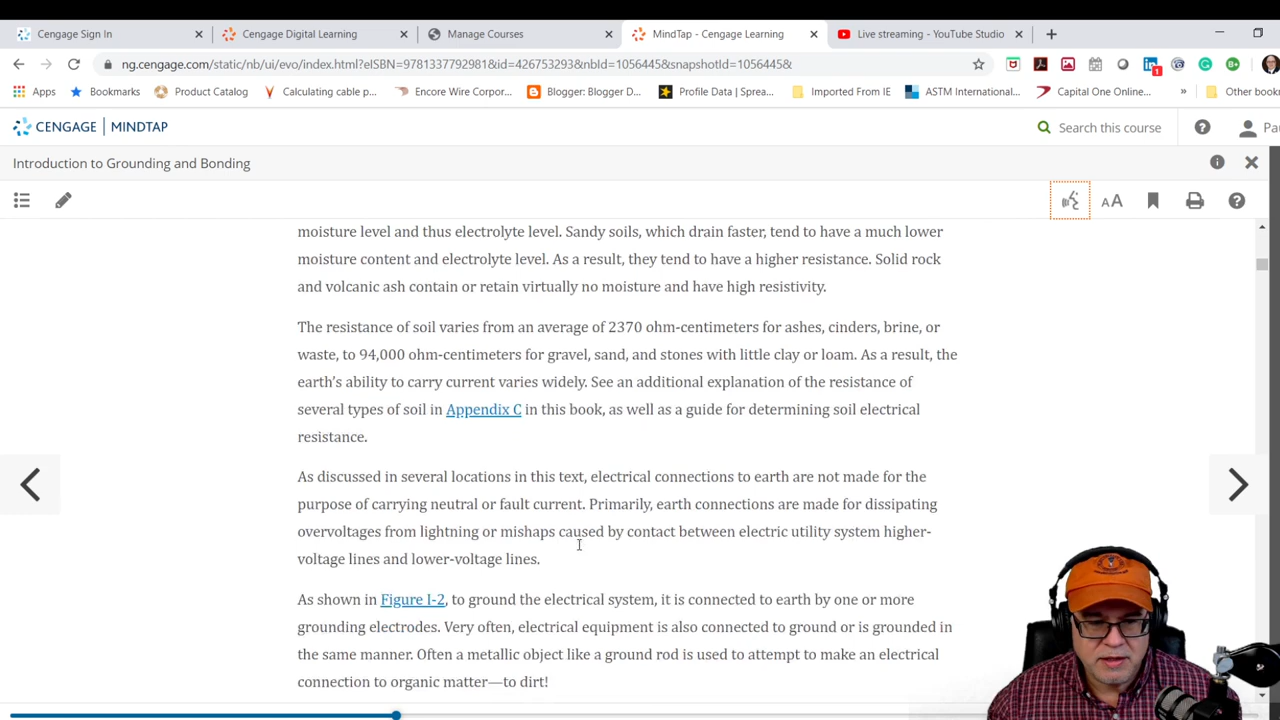 Cengage Sign In
Cengage Digital Learning
Manage Courses
MindTap - Cengage Learning
Live streaming - YouTube Studio
ng.cengage.com/static/nb/ui/evo/index.html?eISBN=9781337792981&id=426753293&nbId=1056445&snapshotId=1056445&
1
Apps
Bookmarks
Product Catalog
Calculating cable p...
Encore Wire Corpor...
Blogger: Blogger D...
Profile Data | Sprea...
Imported From IE
ASTM International...
Capital One Online...
»
Other bookr
CENGAGE | MINDTAP
Search this course
Pau
Introduction to Grounding and Bonding
AA
moisture level and thus electrolyte level. Sandy soils, which drain faster, tend to have a much lower
moisture content and electrolyte level. As a result, they tend to have a higher resistance. Solid rock
and volcanic ash contain or retain virtually no moisture and have high resistivity.
The resistance of soil varies from an average of 2370 ohm-centimeters for ashes, cinders, brine, or
waste, to 94,000 ohm-centimeters for gravel, sand, and stones with little clay or loam. As a result, the
earth's ability to carry current varies widely. See an additional explanation of the resistance of
several types of soil in Appendix C in this book, as well as a guide for determining soil electrical
resistance.
As discussed in several locations in this text, electrical connections to earth are not made for the
purpose of carrying neutral or fault current. Primarily, earth connections are made for dissipating
overvoltages from lightning or mishaps caused by contact between electric utility system higher-
voltage lines and lower-voltage lines.
As shown in Figure I-2, to ground the electrical system, it is connected to earth by one or more
grounding electrodes. Very often, electrical equipment is also connected to ground or is grounded in
the same manner. Often a metallic object like a ground rod is used to attempt to make an electrical
connection to organic matter—to dirt!